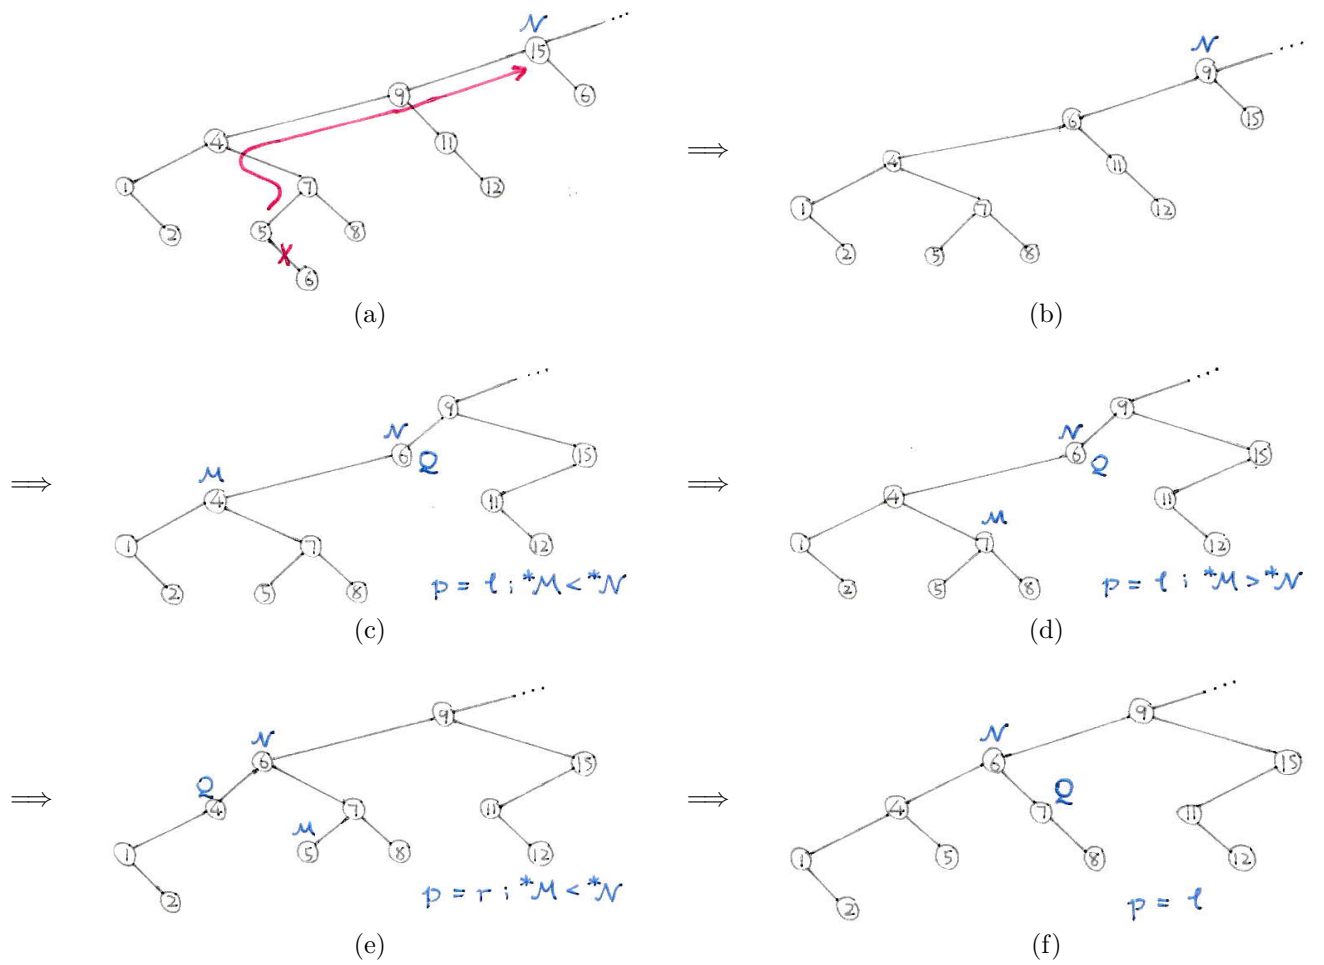 N ...
15
9 6
4 11
1 7 12
2 5 8
X
6
(a)
⟹
N ...
9
6 15
4 11
1 7 12
2 5 8
(b)
⟹
...
9
N
6 Q 15
M
4 11
1 7 12
2 5 8
p = l ; *M < *N
(c)
⟹
...
9
N
6 Q 15
4 11
M
1 7 12
2 5 8
p = l ; *M > *N
(d)
⟹
...
9
N
6 15
Q
4 7 11
M
1 5 8 12
2
p = r ; *M < *N
(e)
⟹
...
9
N
6 15
Q
4 7 11
1 5 8 12
2
p = l
(f)